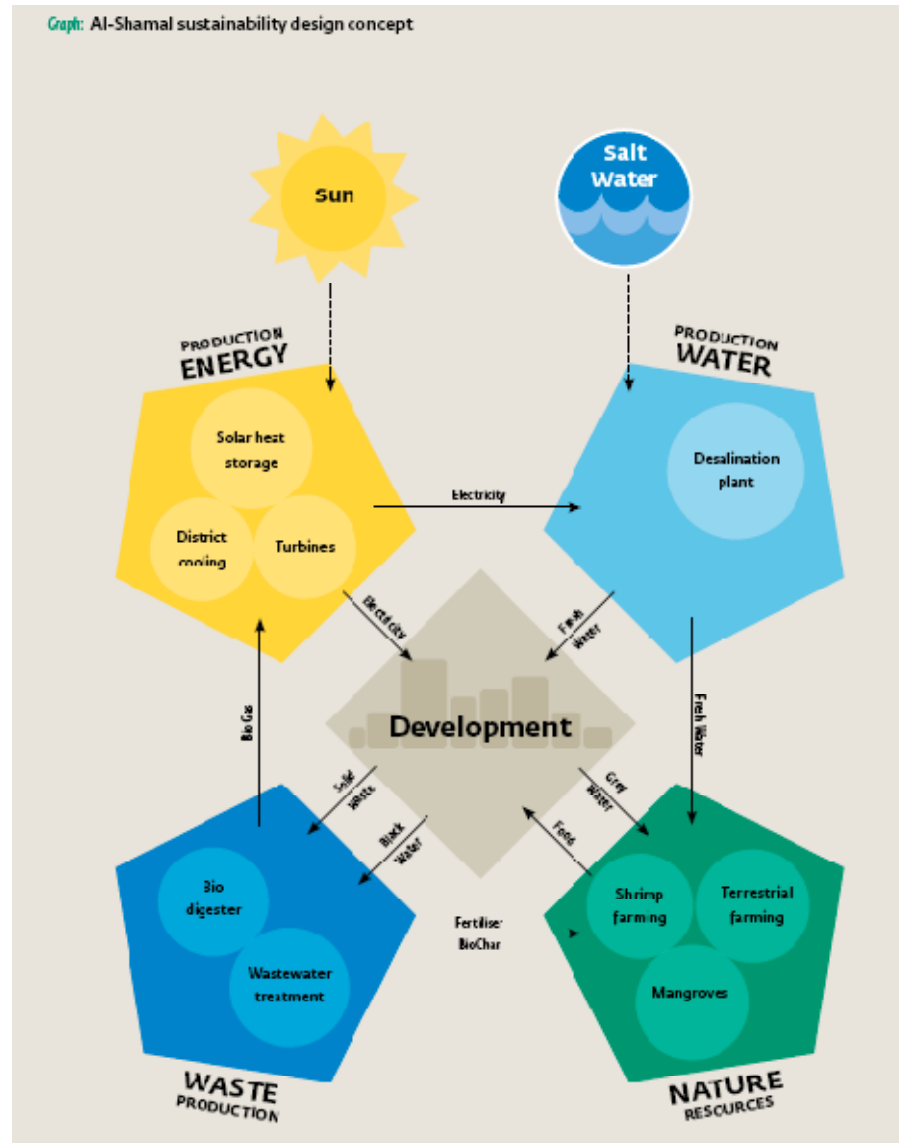 Graph: Al-Shamal sustainability design concept
Sun
Salt
Water
PRODUCTION
ENERGY
PRODUCTION
WATER
Solar heat
storage
District
cooling
Turbines
Desalination
plant
Electricity
Electricity
Fresh
Water
Fresh Water
Bio Gas
Development
Solid
Waste
Black
Water
Grey
Water
Food
Bio
digester
Wastewater
treatment
Fertiliser
BioChar
Shrimp
farming
Terrestrial
farming
Mangroves
WASTE
PRODUCTION
NATURE
RESCURCES